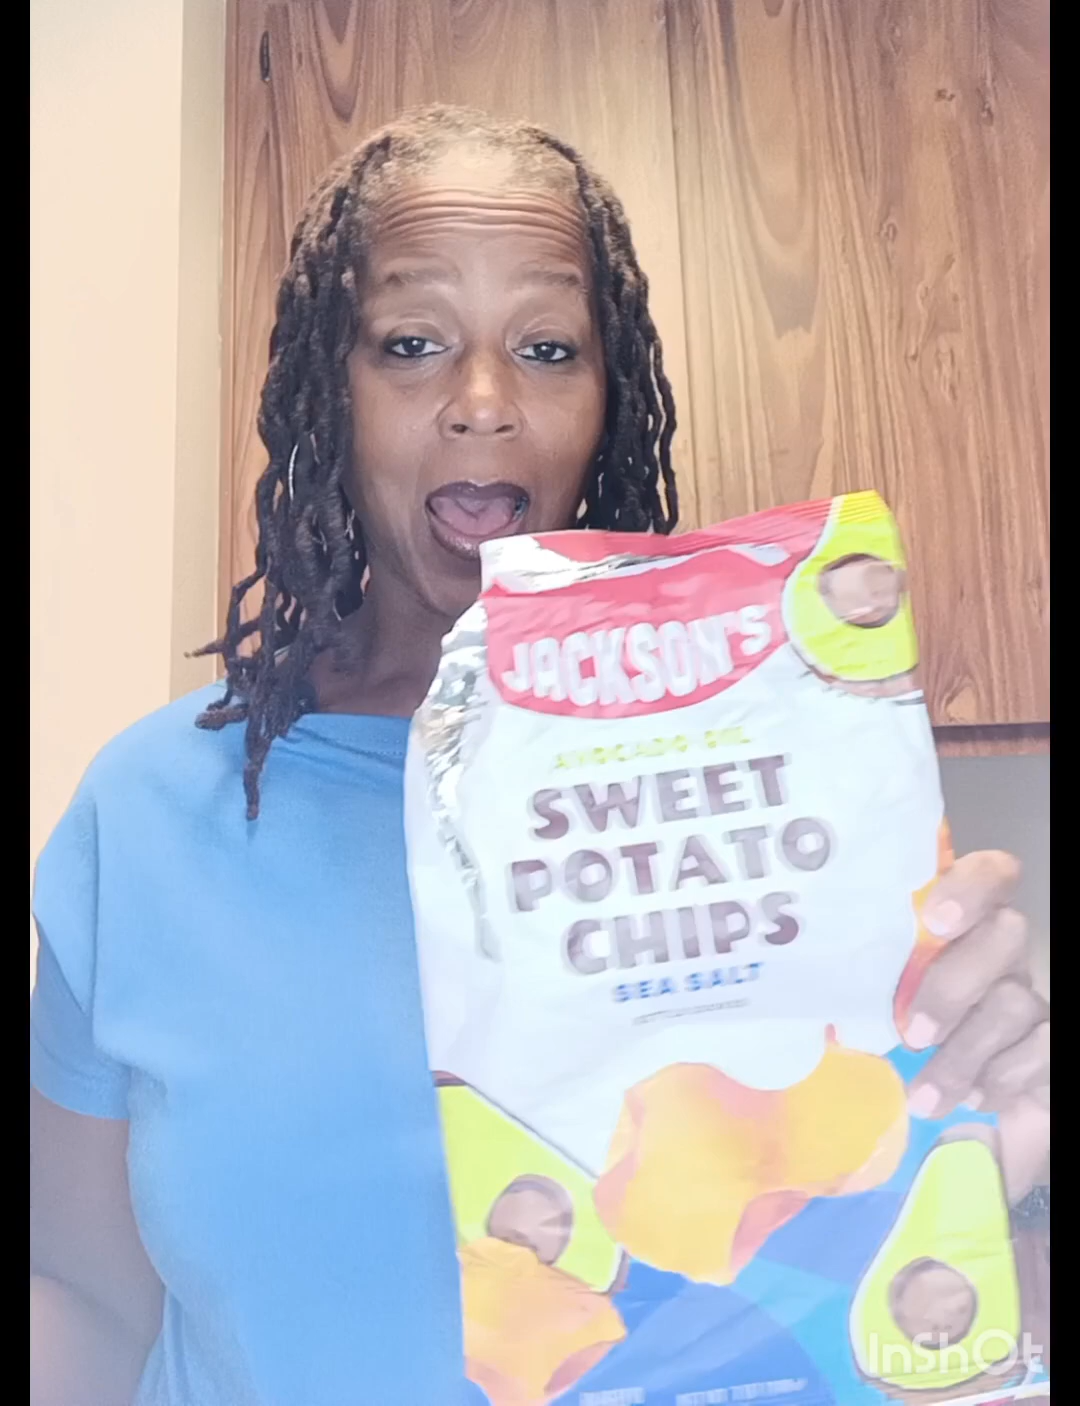 JACKSON'S
AVOCADO OIL
SWEET
POTATO
CHIPS
SEA SALT
InShOt